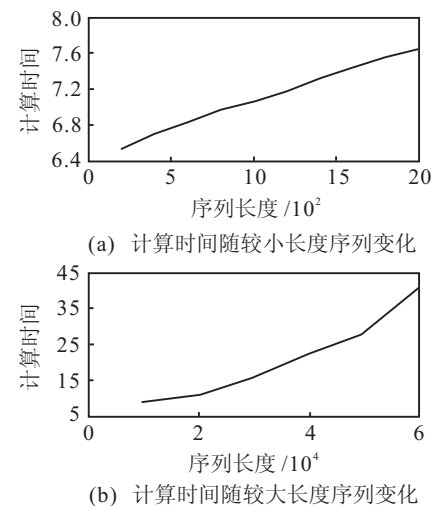 8.0
7.6
7.2
6.8
6.4
计算时间
0 5 10 15 20
序列长度 /10²
(a) 计算时间随较小长度序列变化
45
35
25
15
5
计算时间
0 2 4 6
序列长度 /10⁴
(b) 计算时间随较大长度序列变化